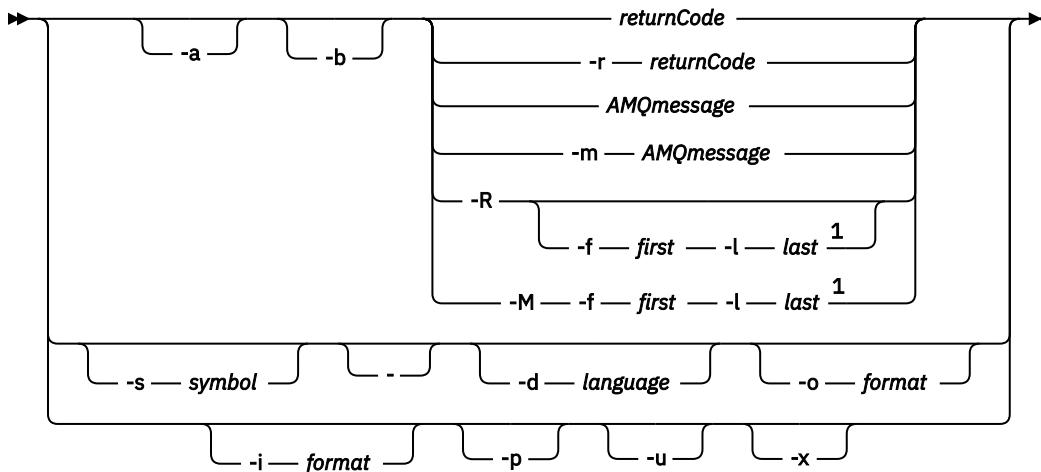 returnCode
-a -b
-r returnCode
AMQmessage
-m AMQmessage
-R
-f first -l last 1
-M -f first -l last 1
-s symbol - -d language -o format
-i format -p -u -x